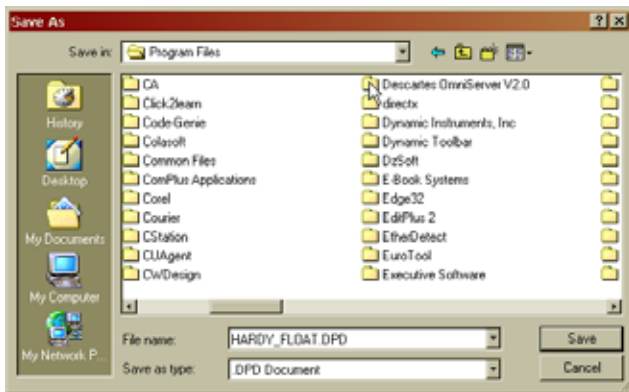 Save As
Save in: Program Files
History
Desktop
My Documents
My Computer
My Network P...
CA
Click2learn
Code-Genie
Colasoft
Common Files
ComPlus Applications
Corel
Courier
CStation
CUAgent
CWDesign
Descartes OmniServer V2.0
directx
Dynamic Instruments, Inc
Dynamic Toolbar
DzSoft
E-Book Systems
Edge32
EditPlus 2
EtherDetect
EuroTool
Executive Software
File name: HARDY_FLOAT.DPD Save
Save as type: .DPD Document Cancel